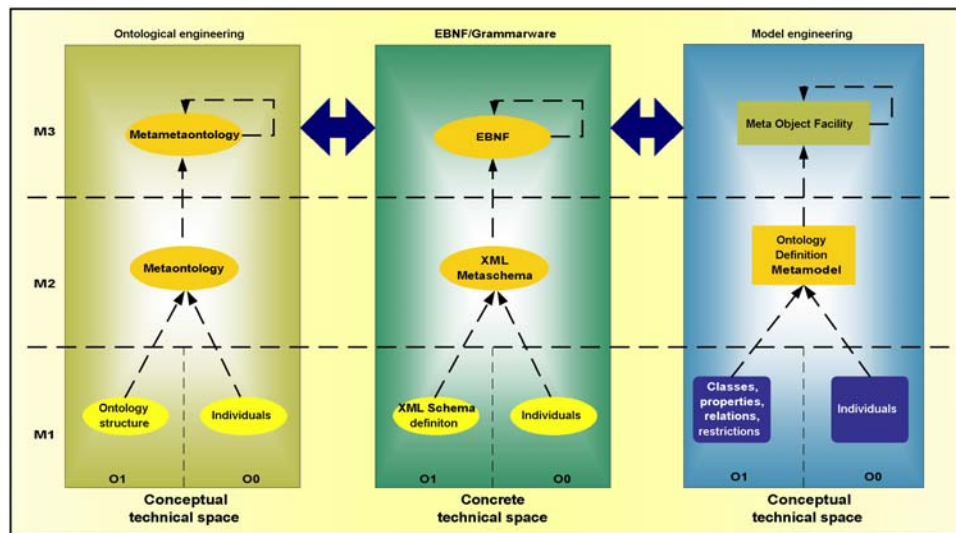 Ontological engineering
EBNF/Grammarware
Model engineering
M3
Metametaontology
EBNF
Meta Object Facility
M2
Metaontology
XML
Metaschema
Ontology
Definition
Metamodel
M1
Ontology
structure
Individuals
XML Schema
definiton
Individuals
Classes,
properties,
relations,
restrictions
Individuals
O1
O0
O1
O0
O1
O0
Conceptual
technical space
Concrete
technical space
Conceptual
technical space